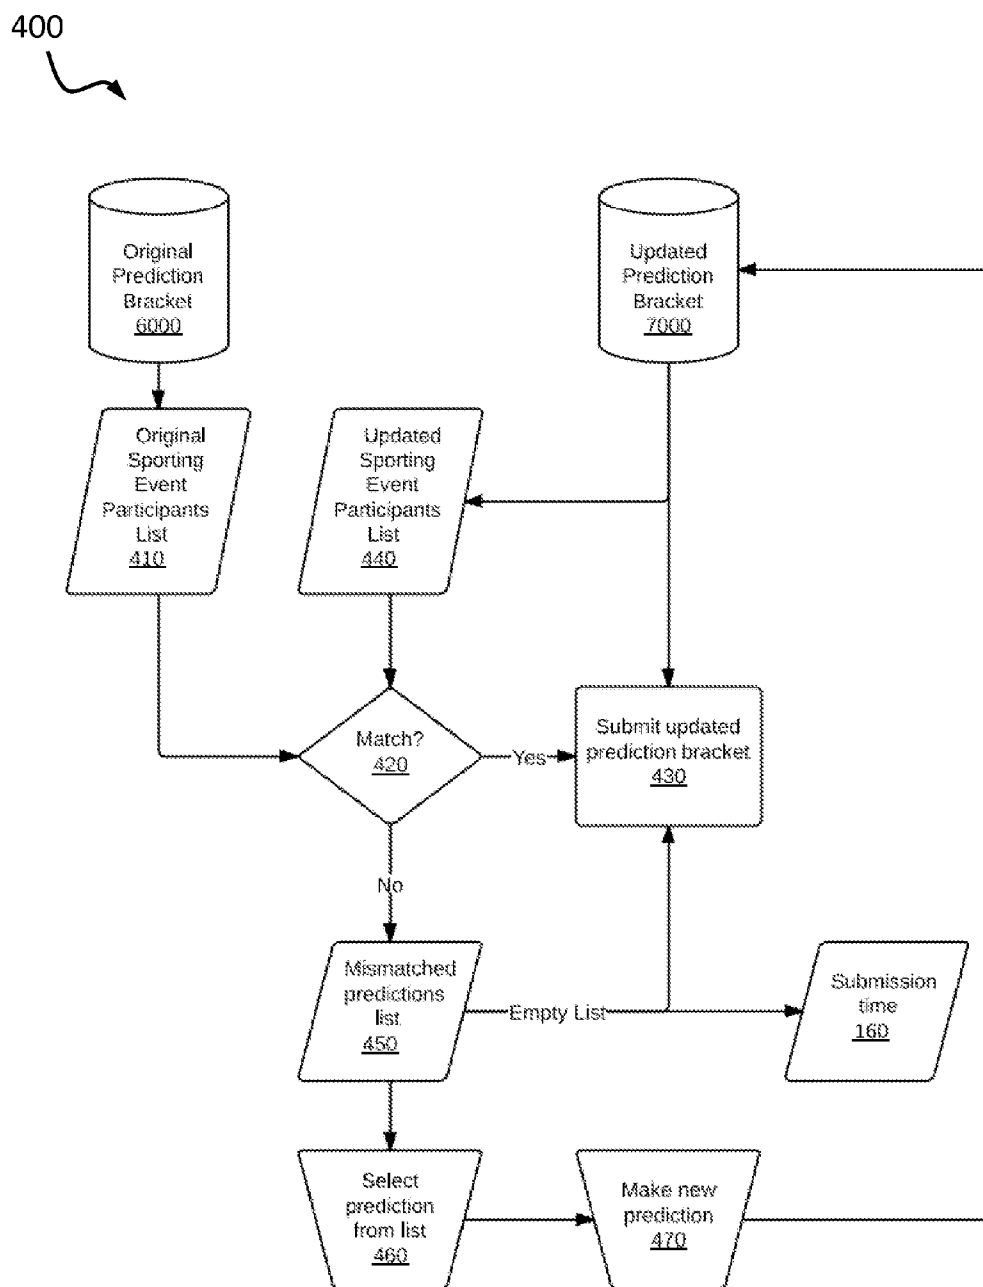 400
Original
Prediction
Bracket
6000
Updated
Prediction
Bracket
7000
Original
Sporting
Event
Participants
List
410
Updated
Sporting
Event
Participants
List
440
Match?
420
Yes
Submit updated
prediction bracket
430
No
Mismatched
predictions
list
450
Empty List
Submission
time
160
Select
prediction
from list
460
Make new
prediction
470